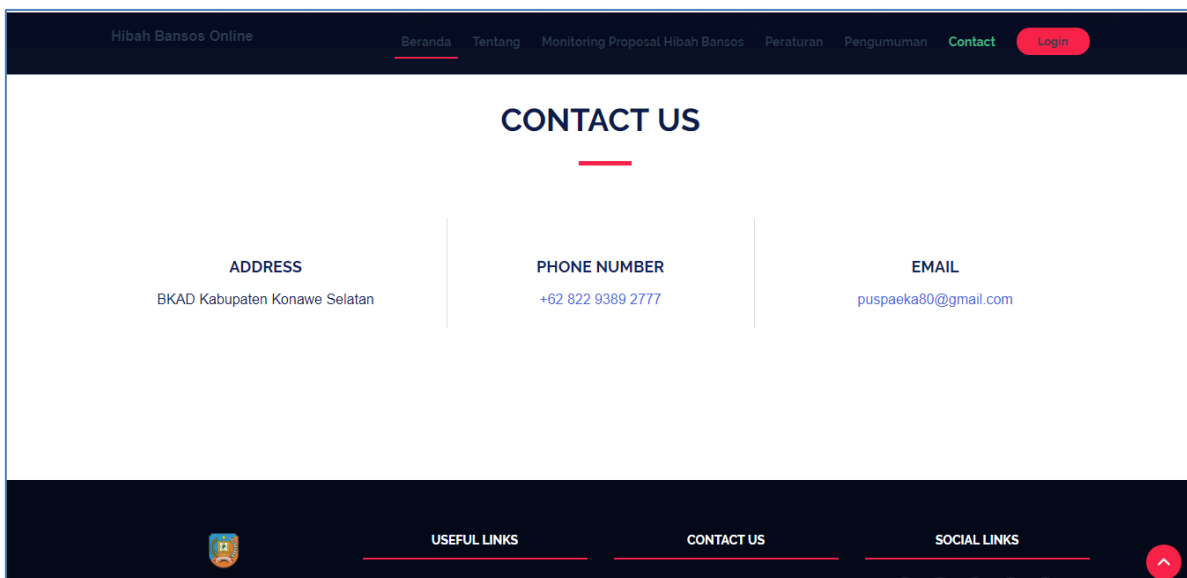 Hibah Bansos Online
Beranda Tentang Monitoring Proposal Hibah Bansos Peraturan Pengumuman Contact Login
CONTACT US
ADDRESS
BKAD Kabupaten Konawe Selatan
PHONE NUMBER
+62 822 9389 2777
EMAIL
puspaeka80@gmail.com
USEFUL LINKS
CONTACT US
SOCIAL LINKS